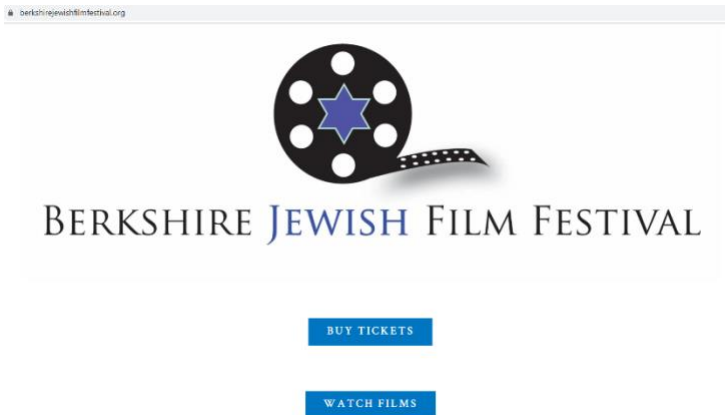 berkshirejewishfilmfestival.org
BERKSHIRE JEWISH FILM FESTIVAL
BUY TICKETS
WATCH FILMS